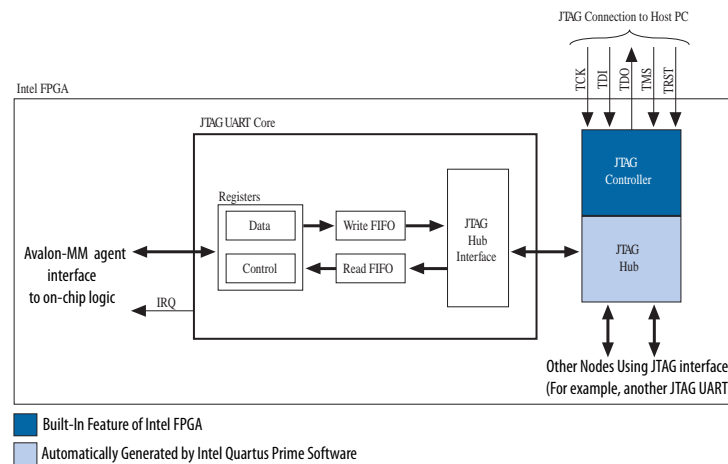 JTAG Connection to Host PC
TCK
TDI
TDO
TMS
TRST
Intel FPGA
JTAG UART Core
JTAG
Controller
Registers
Data
Write FIFO
JTAG
Hub
Interface
Control
Read FIFO
JTAG
Hub
Avalon-MM agent
interface
to on-chip logic
IRQ
Other Nodes Using JTAG interface
(For example, another JTAG UART
Built-In Feature of Intel FPGA
Automatically Generated by Intel Quartus Prime Software